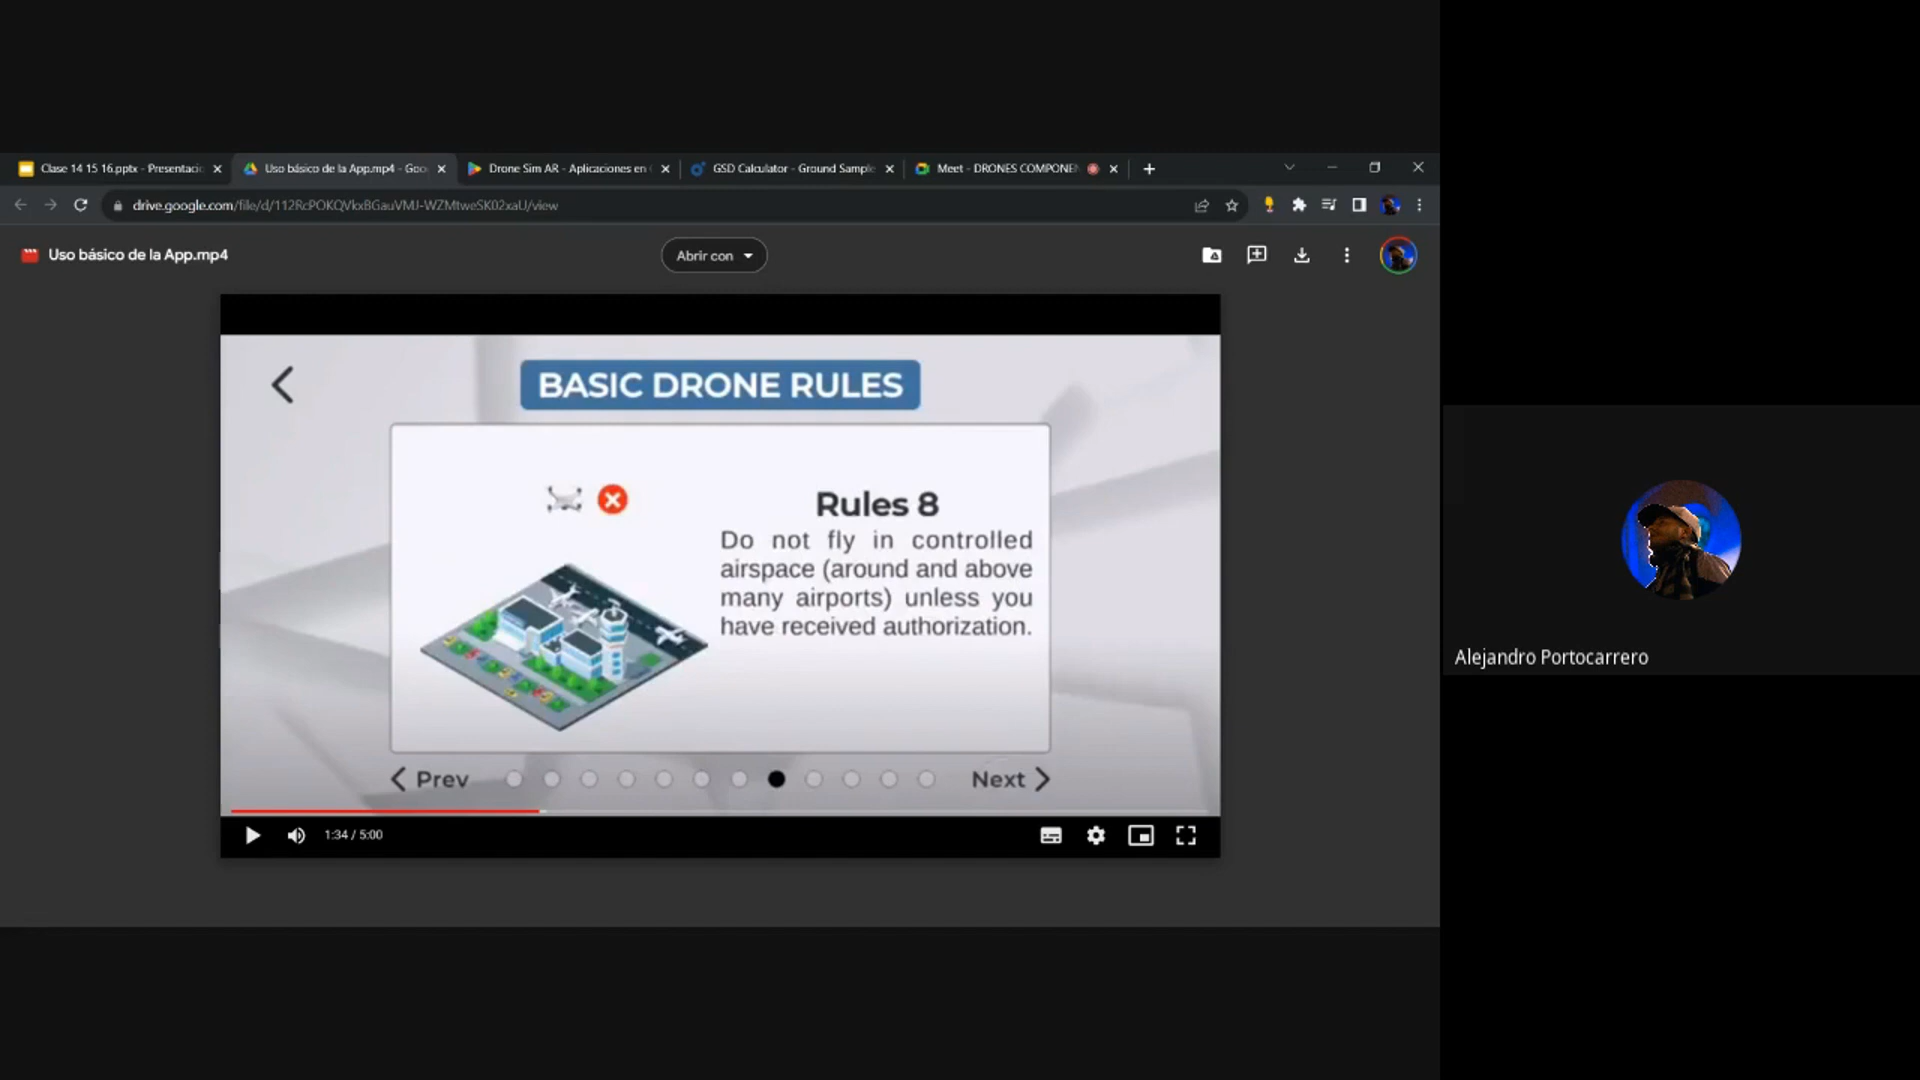 Clase 14 15 16.pptx - Presentacio
Uso básico de la App.mp4 - Goo
Drone Sim AR - Aplicaciones en
GSD Calculator - Ground Sample
Meet - DRONES COMPONEN
drive.google.com/file/d/112RcPOKQVkxBGauVMJ-WZMtweSK02xaU/view
Uso básico de la App.mp4
Abrir con
BASIC DRONE RULES
Rules 8
Do not fly in controlled
airspace (around and above
many airports) unless you
have received authorization.
Prev
Next
1:34 / 5:00
Alejandro Portocarrero